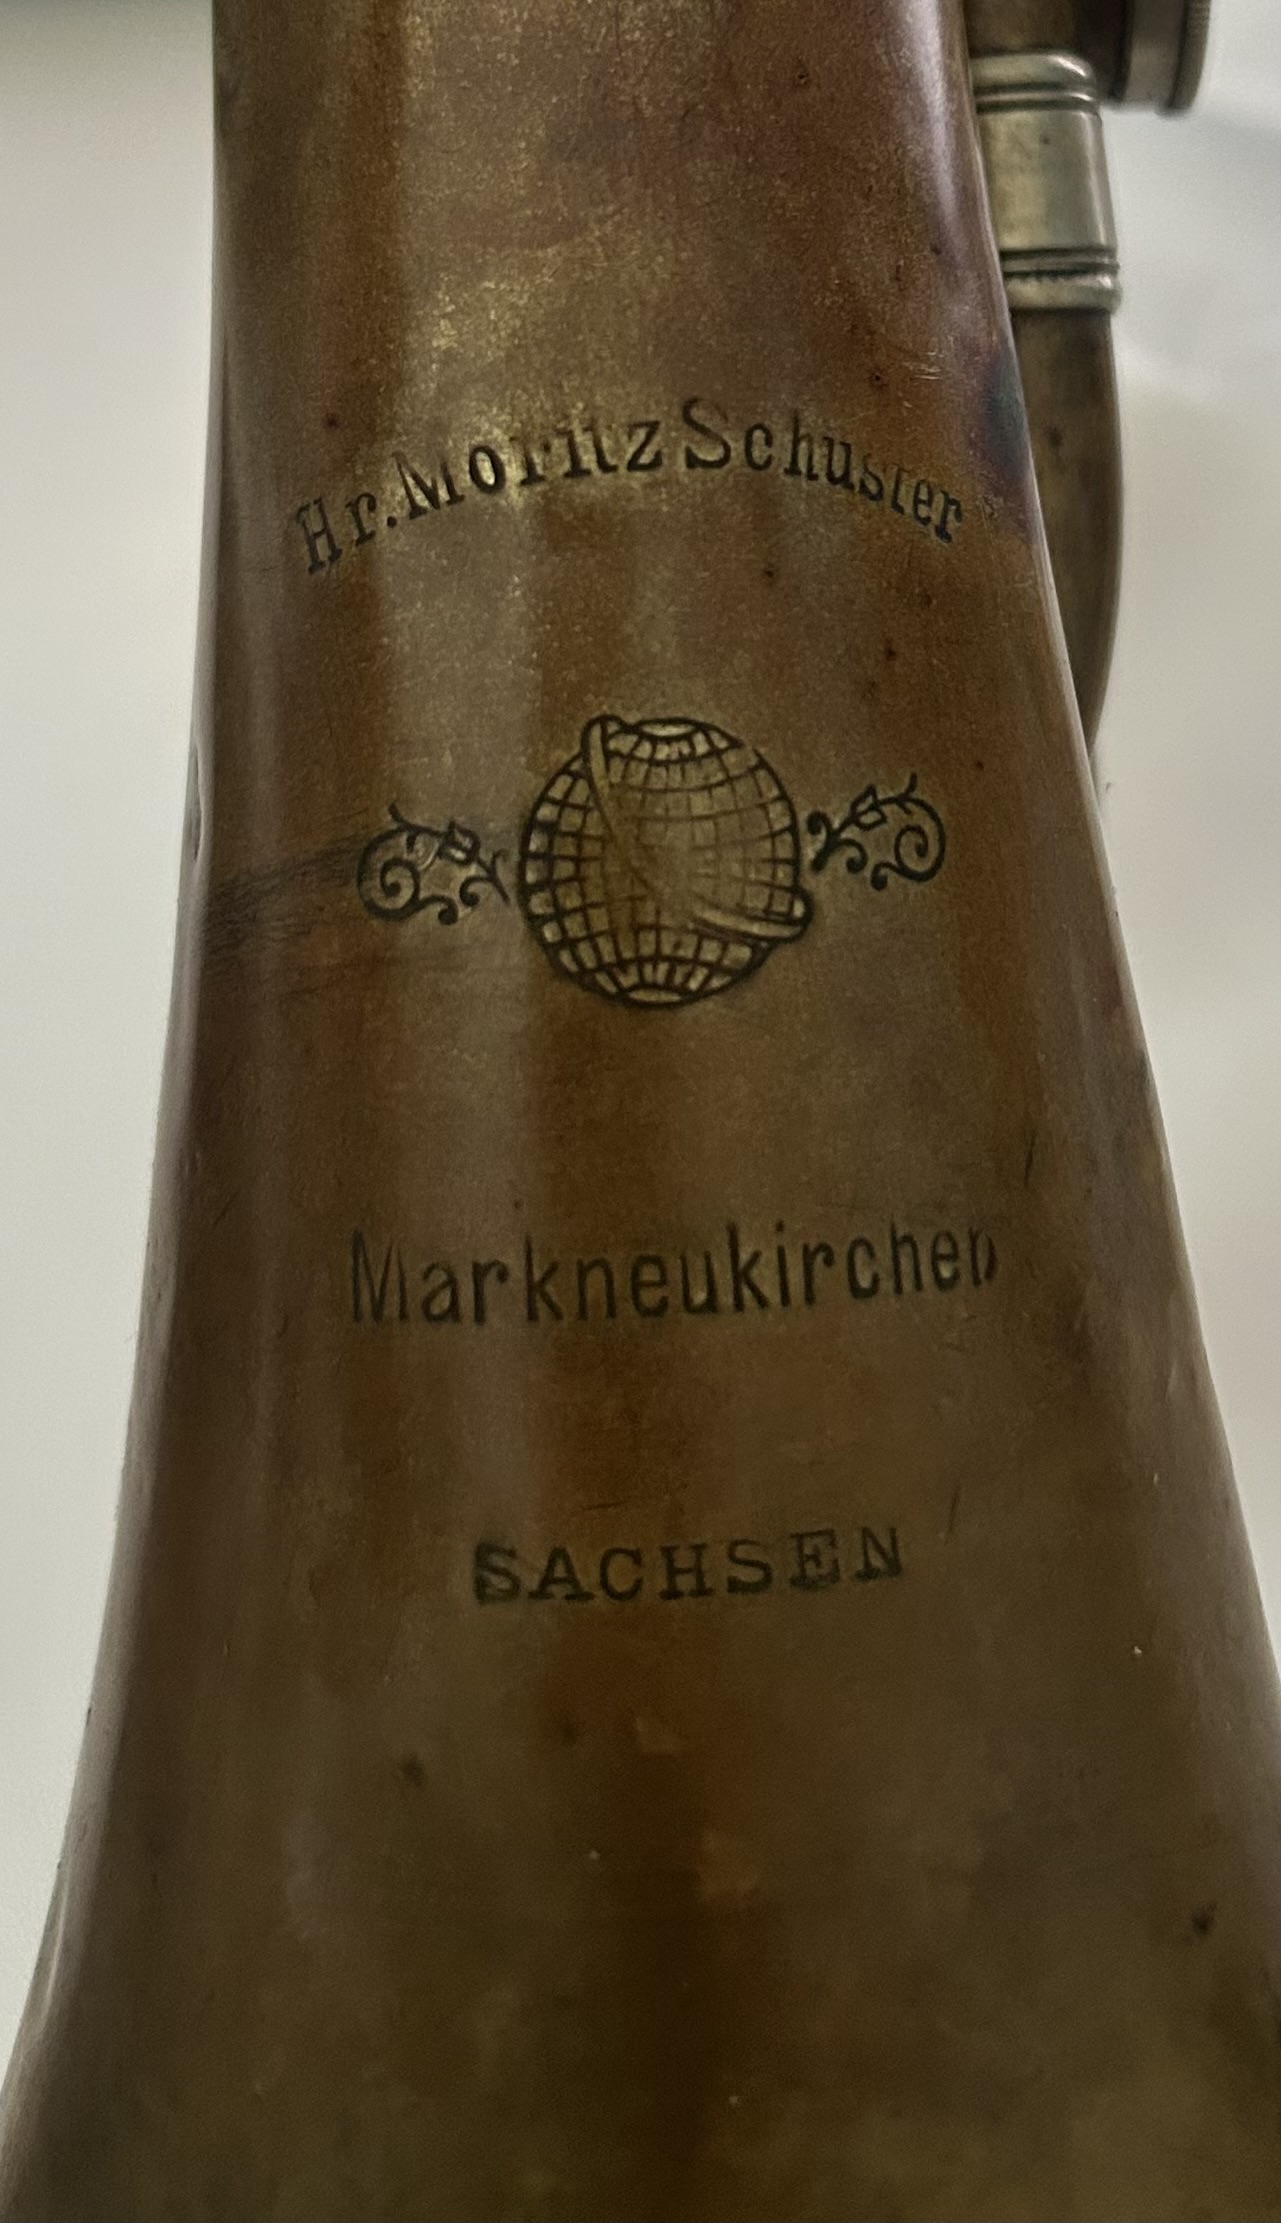 Hr. Moritz Schuster
Markneukirchen
SACHSEN